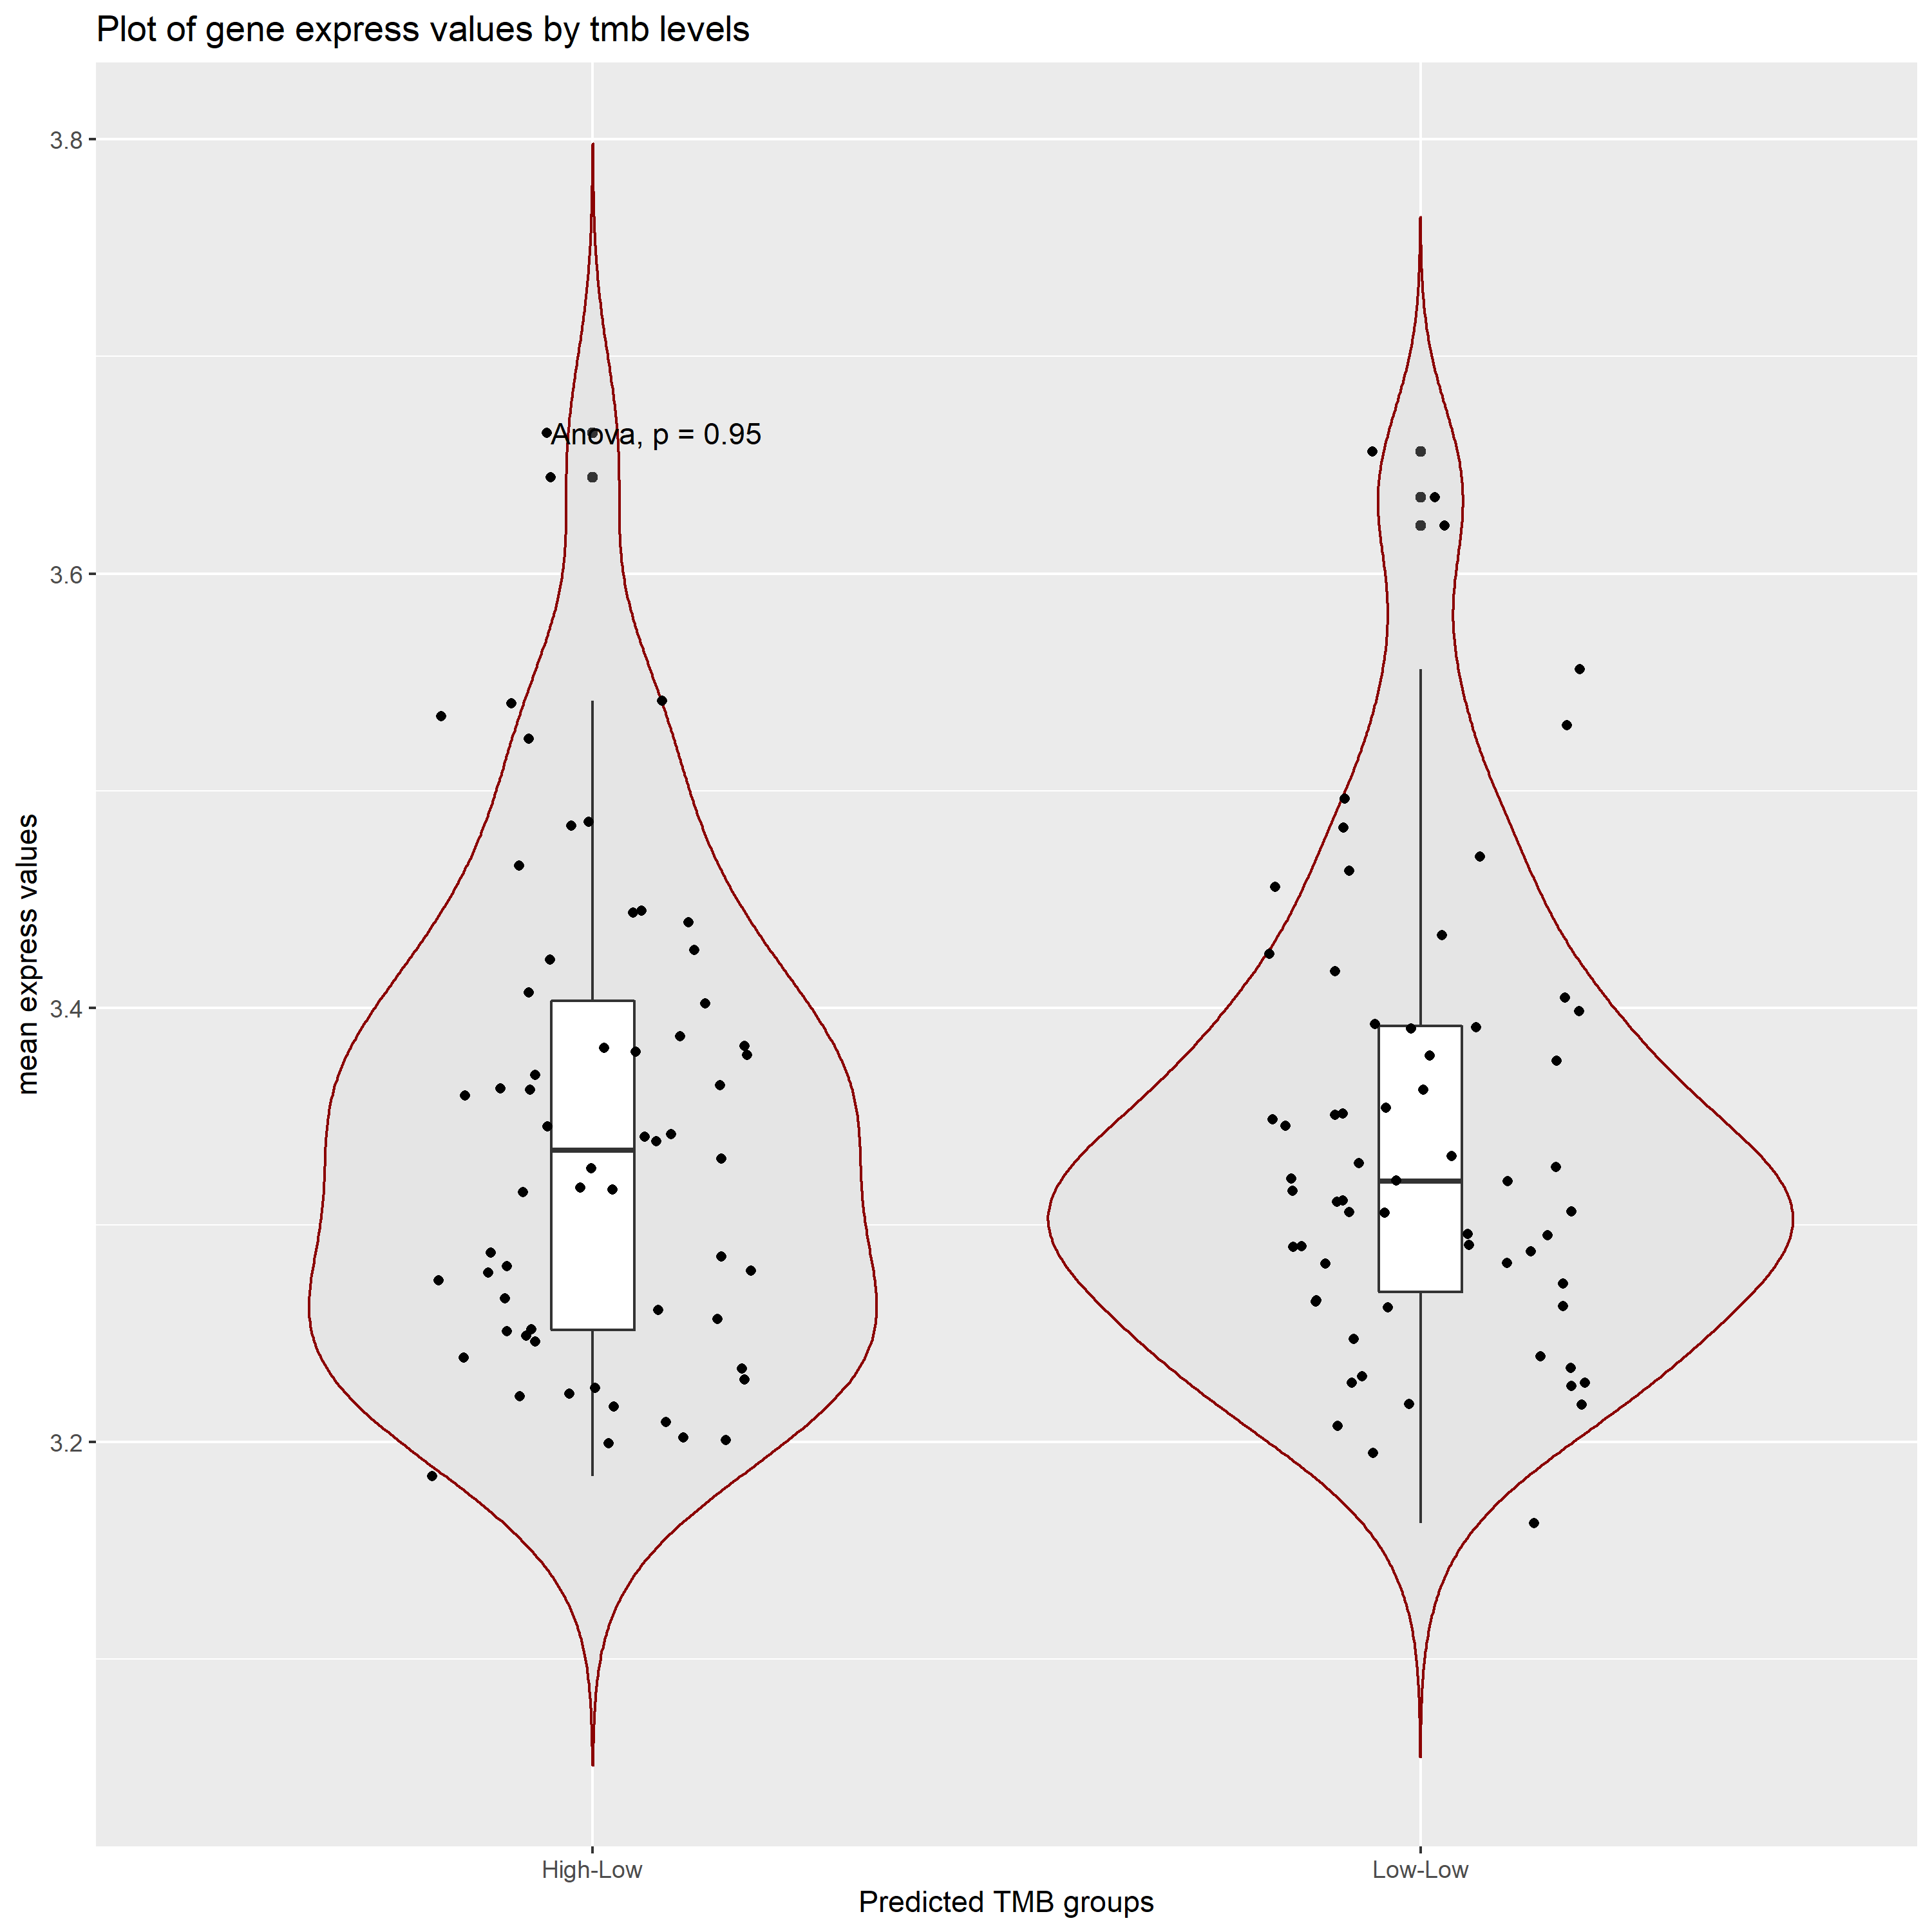 Plot of gene express values by tmb levels
3.8
Anova, p = 0.95
3.6
mean express values
3.4
3.2
High-Low
Low-Low
Predicted TMB groups